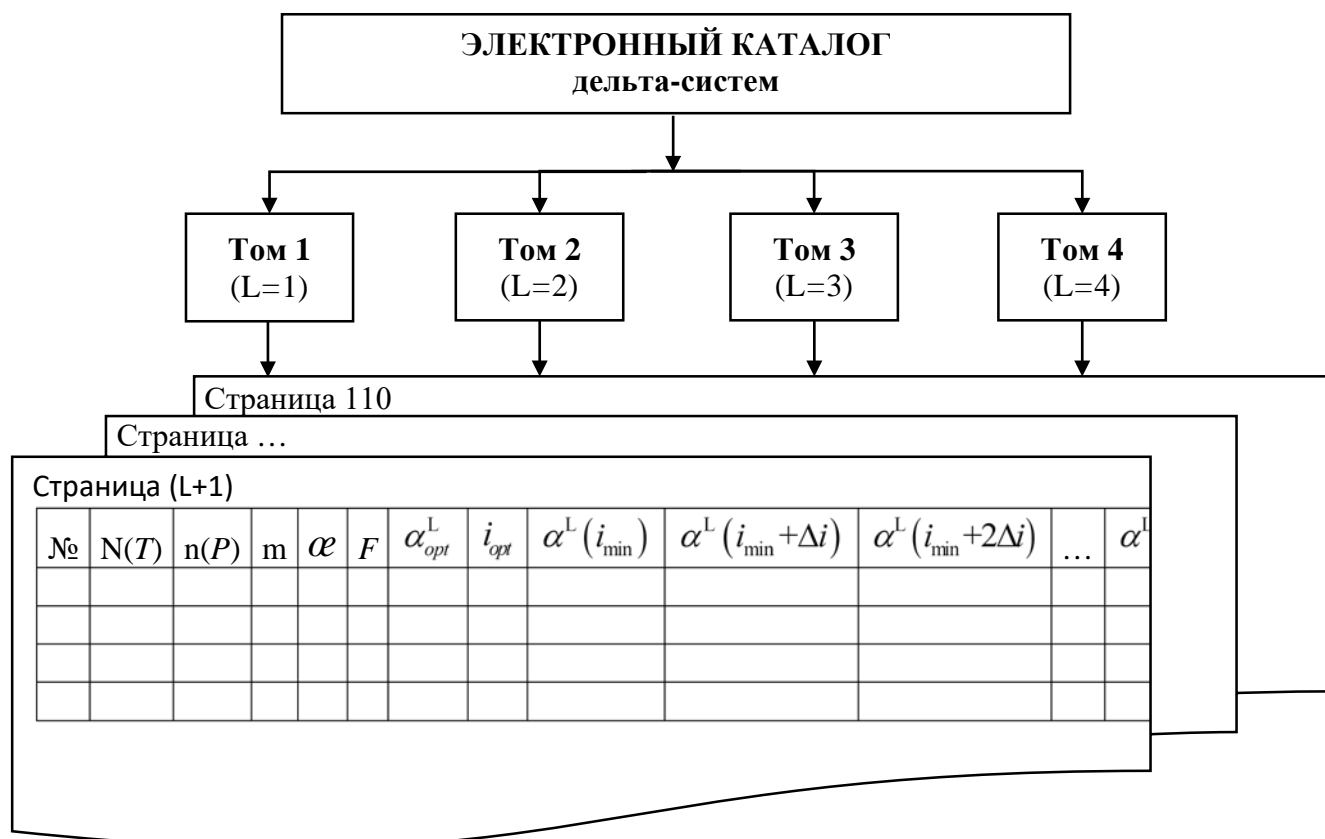 ЭЛЕКТРОННЫЙ КАТАЛОГ
дельта-систем
Том 1 Том 2 Том 3 Том 4
(L=1) (L=2) (L=3) (L=4)
Страница 110
Страница …
Страница (L+1)
№ N(T) n(P) m æ F α^L_opt i_opt α^L(i_min) α^L(i_min+Δi) α^L(i_min+2Δi) … α^L